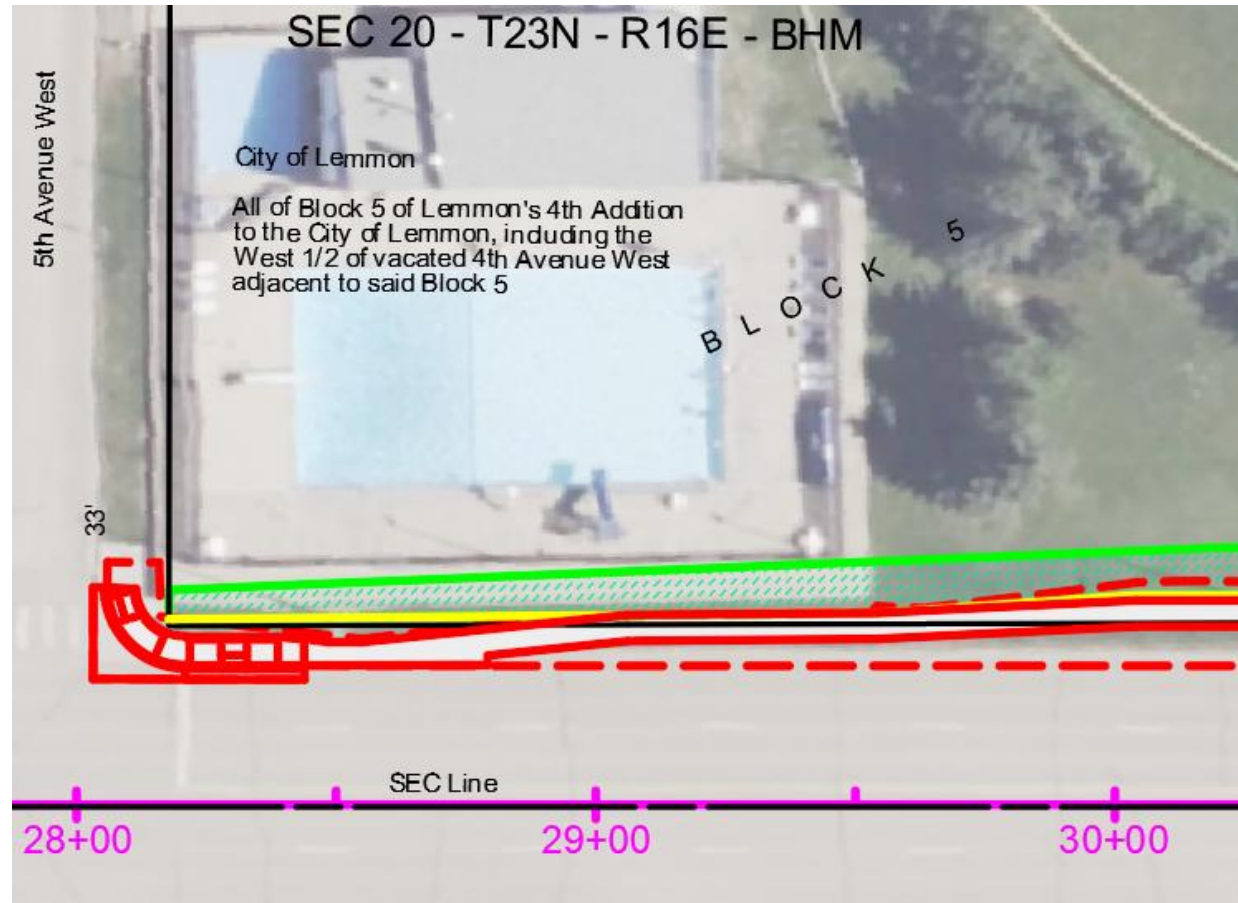 SEC 20 - T23N - R16E - BHM
5th Avenue West
City of Lemmon
All of Block 5 of Lemmon's 4th Addition
to the City of Lemmon, including the
West 1/2 of vacated 4th Avenue West
adjacent to said Block 5
BLOCK 5
33'
SEC Line
28+00
29+00
30+00